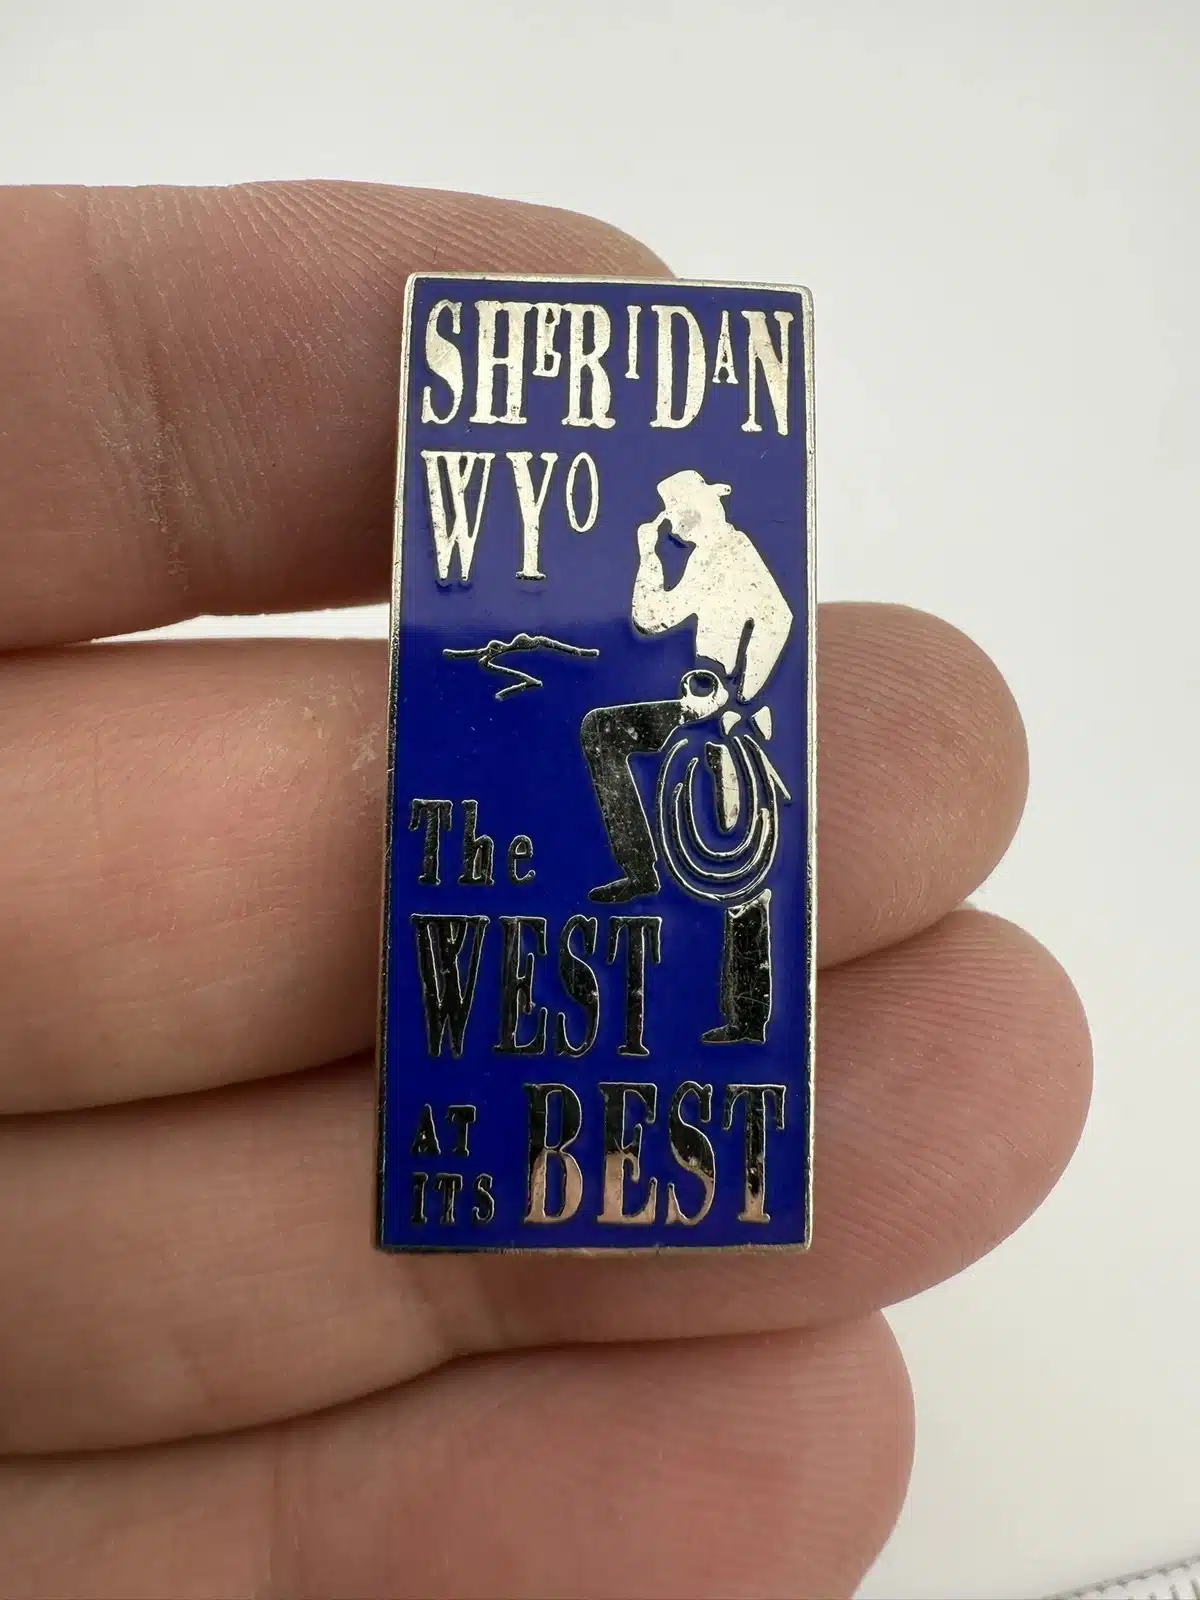 SHERIDAN
WYO
The
WEST
AT ITS BEST